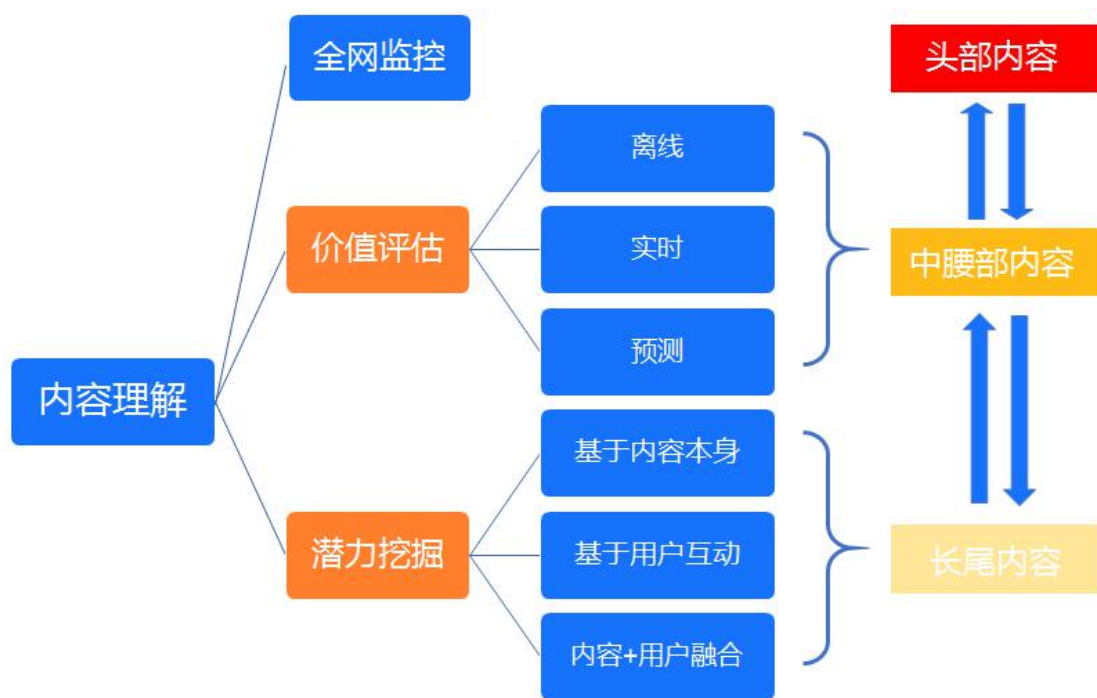 全网监控
头部内容
离线
价值评估
实时
中腰部内容
预测
内容理解
基于内容本身
潜力挖掘
基于用户互动
长尾内容
内容+用户融合